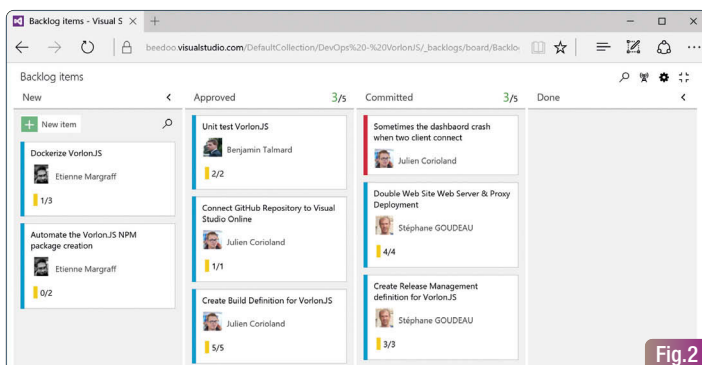 Backlog items - Visual S
beedoo.visualstudio.com/DefaultCollection/DevOps%20-%20VorlonJS/_backlogs/board/Backlo
Backlog items
New
Approved 3/5
Committed 3/5
Done
New item
Dockerize VorlonJS
Etienne Margraff
1/3
Automate the VorlonJS NPM
package creation
Etienne Margraff
0/2
Unit test VorlonJS
Benjamin Talmard
2/2
Connect GitHub Repository to Visual
Studio Online
Julien Corioland
1/1
Create Build Definition for VorlonJS
Julien Corioland
5/5
Sometimes the dashbaord crash
when two client connect
Julien Corioland
Double Web Site Web Server & Proxy
Deployment
Stéphane GOUDEAU
4/4
Create Release Management
definition for VorlonJS
Stéphane GOUDEAU
3/3
Fig.2